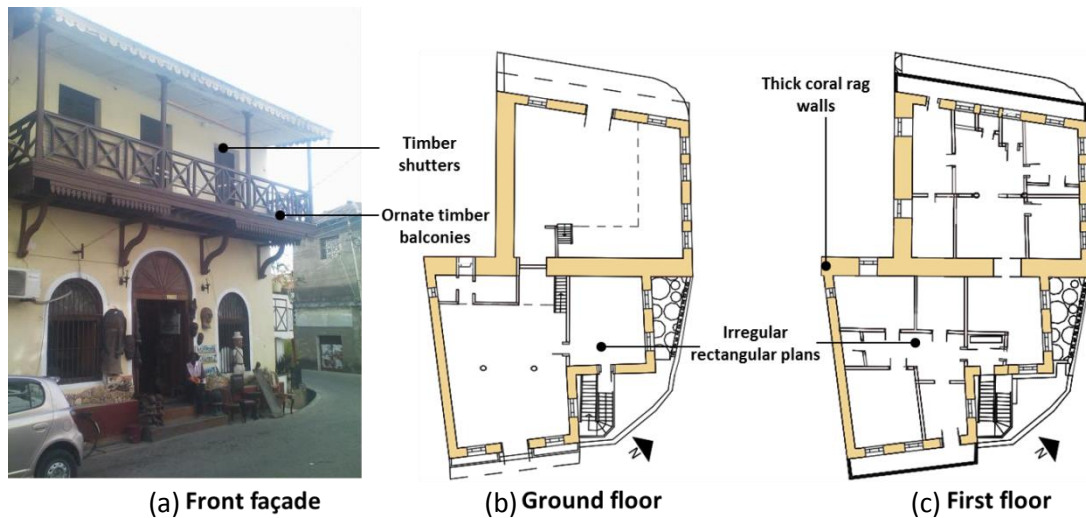 Timber
shutters
Ornate timber
balconies
Thick coral rag
walls
Irregular
rectangular plans
N
N
(a) Front façade
(b) Ground floor
(c) First floor